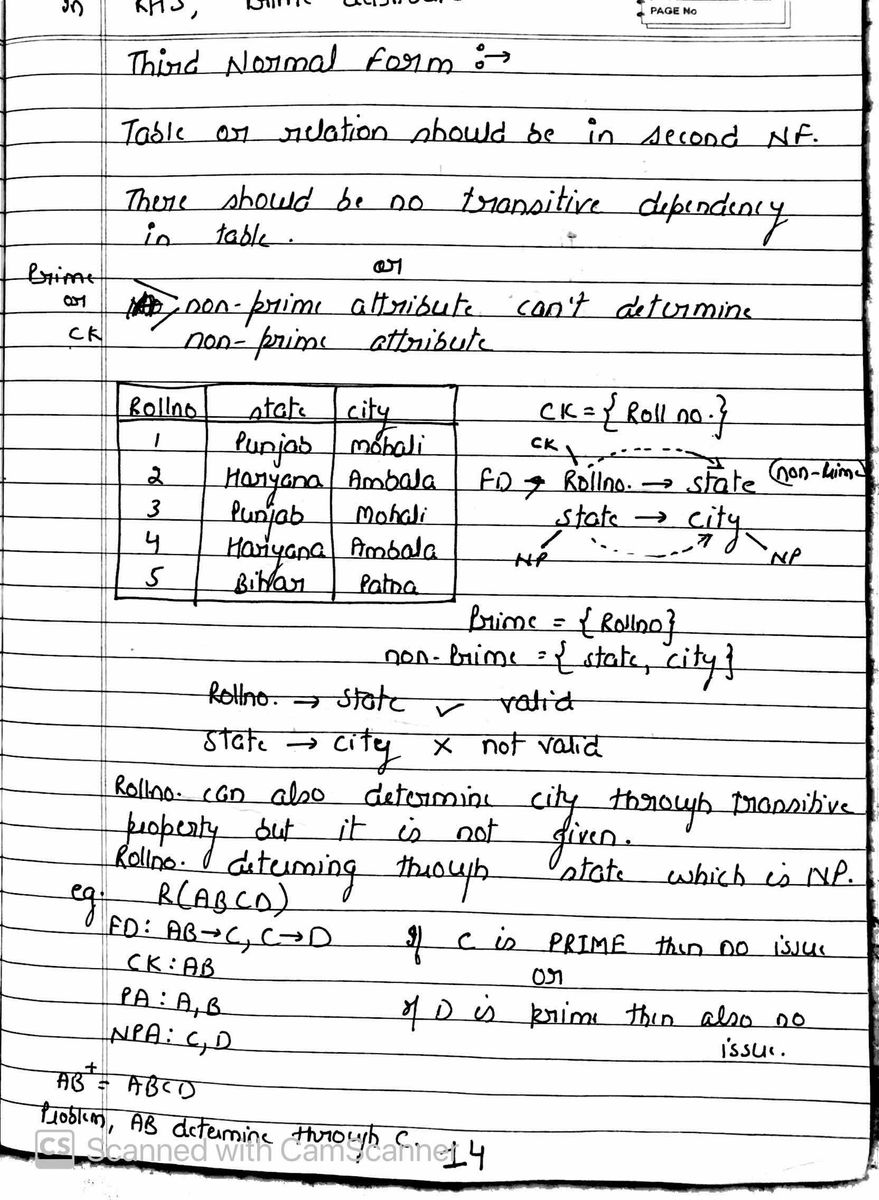 in RHS, prime
PAGE No
Third Normal Form :→
Table or relation should be in second NF.
There should be no transitive dependency
in table.
or
Prime
or
CK
non-prime attribute can't determine
non-prime attribute
Rollno state city
1 Punjab mohali
2 Haryana Ambala
3 Punjab Mohali
4 Hariyana Ambala
5 Bihar Patna
CK = { Roll no.}
CK
FD → Rollno. → state (non-prime)
state → city
NP NP
Prime = { Rollno}
non-Prime = { state, city}
Rollno. → state ✓ valid
state → city × not valid
Rollno. can also determine city through transitive
property but it is not given.
Rollno. determing through state which is NP.
eg. R(ABCD)
FD: AB→C, C→D If C is PRIME then no issue
CK: AB or
PA: A, B if D is prime then also no
NPA: C, D issue.
AB⁺ = ABCD
Problem, AB determine through C.
CS Scanned with CamScanner
14